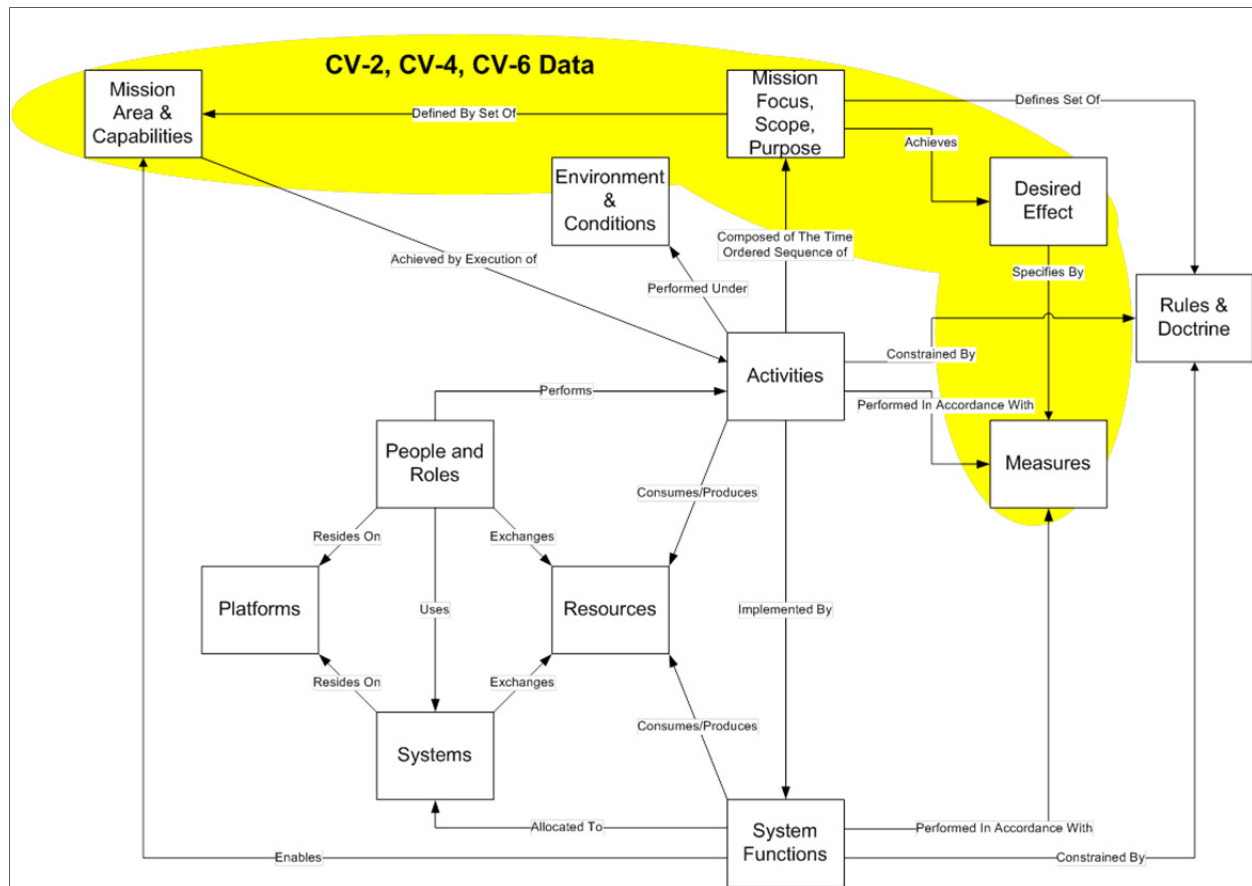 CV-2, CV-4, CV-6 Data
Mission
Area &
Capabilities
Defined By Set Of
Mission
Focus,
Scope,
Purpose
Defines Set Of
Achieves
Environment
&
Conditions
Desired
Effect
Composed of The Time
Ordered Sequence of
Achieved by Execution of
Specifies By
Performed Under
Rules &
Doctrine
Activities
Constrained By
Performs
Performed In Accordance With
People and
Roles
Measures
Consumes/Produces
Resides On
Exchanges
Platforms
Uses
Resources
Implemented By
Resides On
Exchanges
Systems
Consumes/Produces
Allocated To
System
Functions
Performed In Accordance With
Enables
Constrained By